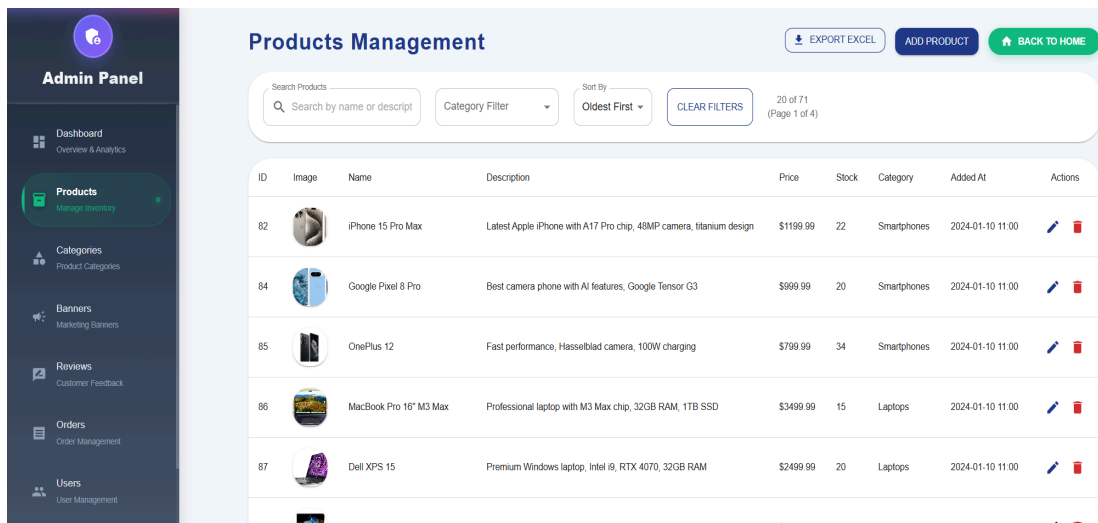 Admin Panel
Dashboard
Overview & Analytics
Products
Manage Inventory
Categories
Product Categories
Banners
Marketing Banners
Reviews
Customer Feedback
Orders
Order Management
Users
User Management
Products Management
EXPORT EXCEL
ADD PRODUCT
BACK TO HOME
Search Products
Search by name or descript
Category Filter
Sort By
Oldest First
CLEAR FILTERS
20 of 71
(Page 1 of 4)
ID Image Name Description Price Stock Category Added At Actions
82 iPhone 15 Pro Max Latest Apple iPhone with A17 Pro chip, 48MP camera, titanium design $1199.99 22 Smartphones 2024-01-10 11:00
84 Google Pixel 8 Pro Best camera phone with AI features, Google Tensor G3 $999.99 20 Smartphones 2024-01-10 11:00
85 OnePlus 12 Fast performance, Hasselblad camera, 100W charging $799.99 34 Smartphones 2024-01-10 11:00
86 MacBook Pro 16" M3 Max Professional laptop with M3 Max chip, 32GB RAM, 1TB SSD $3499.99 15 Laptops 2024-01-10 11:00
87 Dell XPS 15 Premium Windows laptop, Intel i9, RTX 4070, 32GB RAM $2499.99 20 Laptops 2024-01-10 11:00